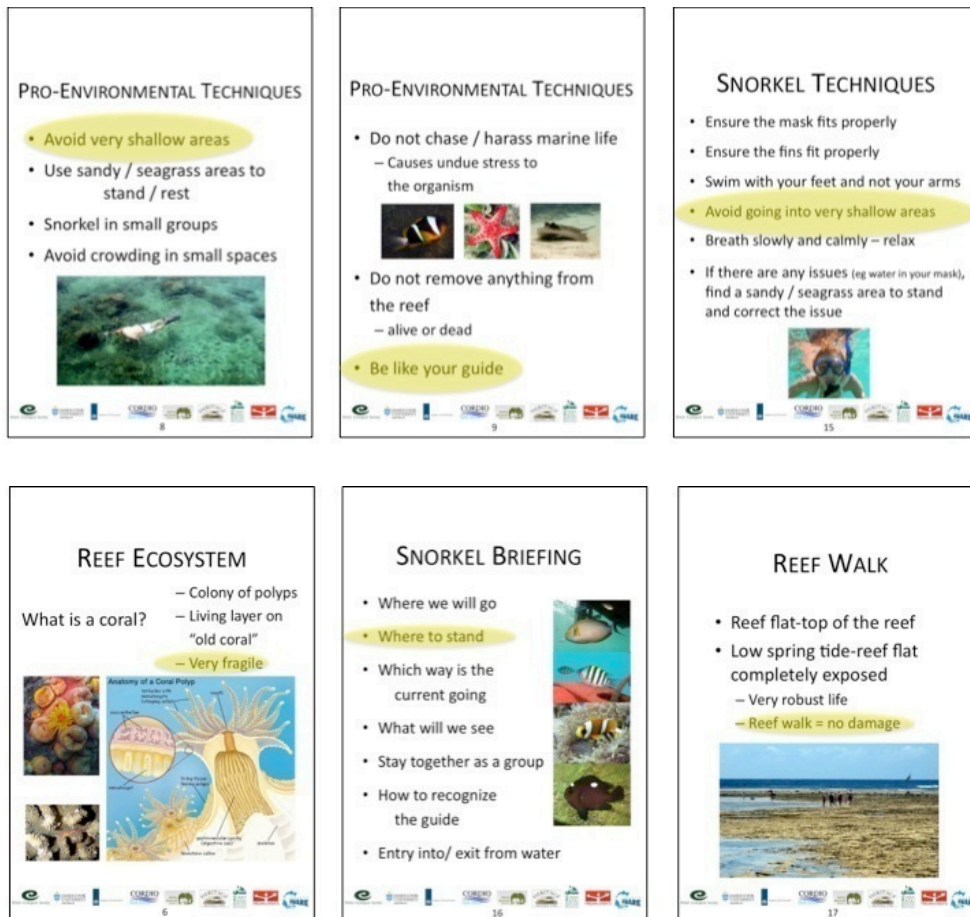 PRO-ENVIRONMENTAL TECHNIQUES
• Avoid very shallow areas
• Use sandy / seagrass areas to
stand / rest
• Snorkel in small groups
• Avoid crowding in small spaces
CORDIO
8
PRO-ENVIRONMENTAL TECHNIQUES
• Do not chase / harass marine life
– Causes undue stress to
the organism
• Do not remove anything from
the reef
– alive or dead
• Be like your guide
CORDIO
9
SNORKEL TECHNIQUES
• Ensure the mask fits properly
• Ensure the fins fit properly
• Swim with your feet and not your arms
• Avoid going into very shallow areas
• Breath slowly and calmly – relax
• If there are any issues (eg water in your mask),
find a sandy / seagrass area to stand
and correct the issue
CORDIO
15
REEF ECOSYSTEM
What is a coral?
– Colony of polyps
– Living layer on
"old coral"
– Very fragile
Anatomy of a Coral Polyp
CORDIO
6
SNORKEL BRIEFING
• Where we will go
• Where to stand
• Which way is the
current going
• What will we see
• Stay together as a group
• How to recognize
the guide
• Entry into/ exit from water
CORDIO
16
REEF WALK
• Reef flat-top of the reef
• Low spring tide-reef flat
completely exposed
– Very robust life
– Reef walk = no damage
CORDIO
17